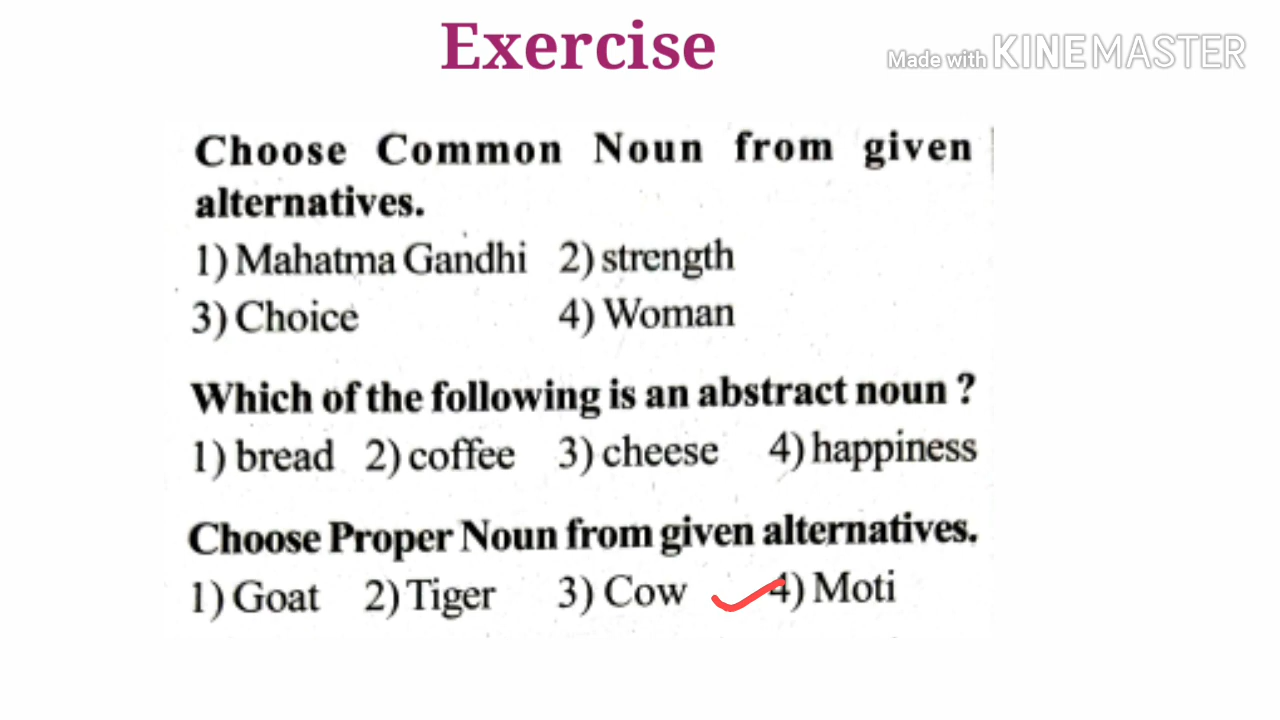 Exercise
Made with KINEMASTER
Choose Common Noun from given
alternatives.
1) Mahatma Gandhi 2) strength
3) Choice 4) Woman
Which of the following is an abstract noun ?
1) bread 2) coffee 3) cheese 4) happiness
Choose Proper Noun from given alternatives.
1) Goat 2) Tiger 3) Cow 4) Moti